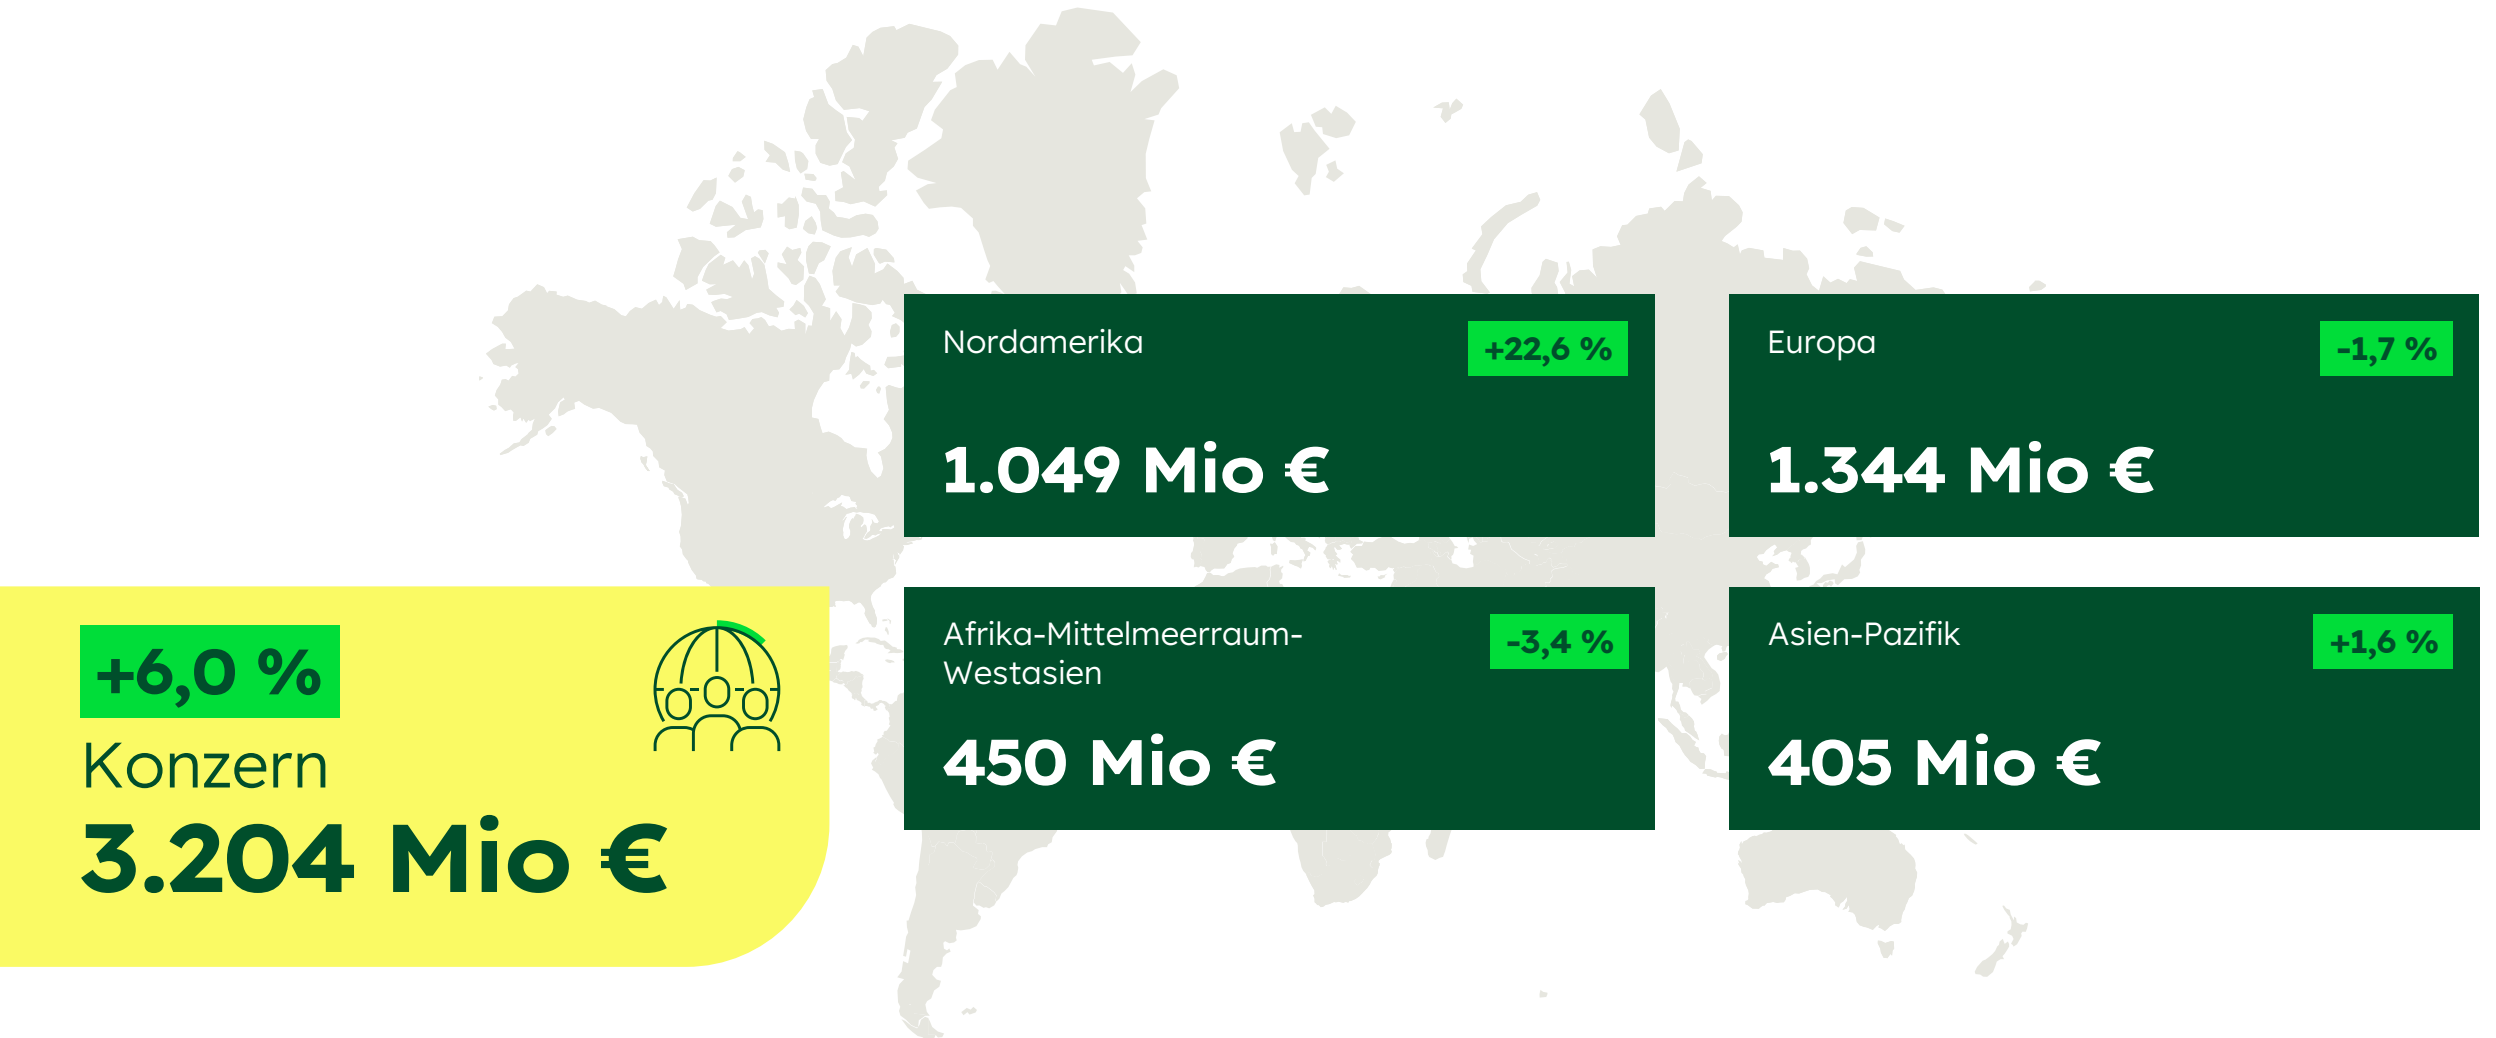 Nordamerika
+22,6 %
1.049 Mio €
Europa
-1,7 %
1.344 Mio €
+6,0 %
Konzern
3.204 Mio €
Afrika-Mittelmeerraum-
Westasien
-3,4 %
450 Mio €
Asien-Pazifik
+1,6 %
405 Mio €